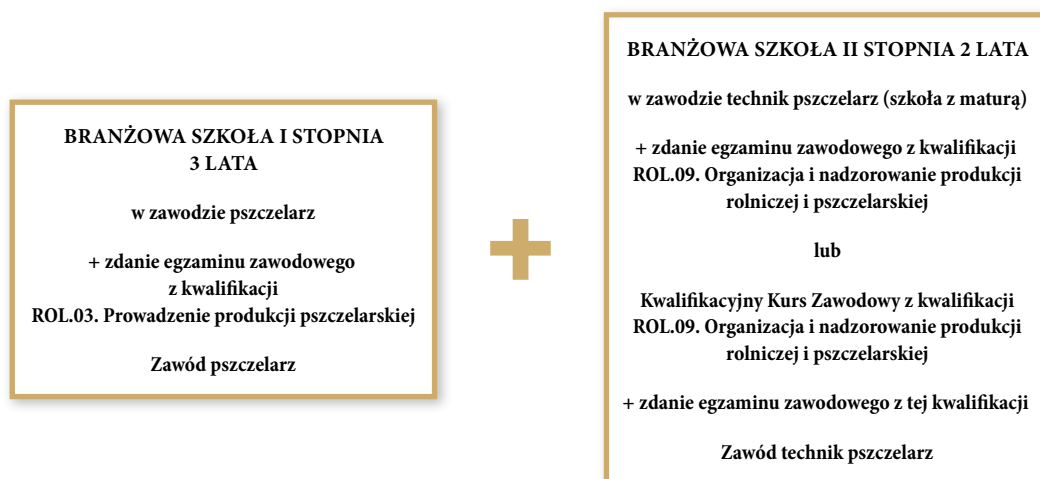 BRANŻOWA SZKOŁA I STOPNIA
3 LATA
w zawodzie pszczelarz
+ zdanie egzaminu zawodowego
z kwalifikacji
ROL.03. Prowadzenie produkcji pszczelarskiej
Zawód pszczelarz
+
BRANŻOWA SZKOŁA II STOPNIA 2 LATA
w zawodzie technik pszczelarz (szkoła z maturą)
+ zdanie egzaminu zawodowego z kwalifikacji
ROL.09. Organizacja i nadzorowanie produkcji
rolniczej i pszczelarskiej
lub
Kwalifikacyjny Kurs Zawodowy z kwalifikacji
ROL.09. Organizacja i nadzorowanie produkcji
rolniczej i pszczelarskiej
+ zdanie egzaminu zawodowego z tej kwalifikacji
Zawód technik pszczelarz